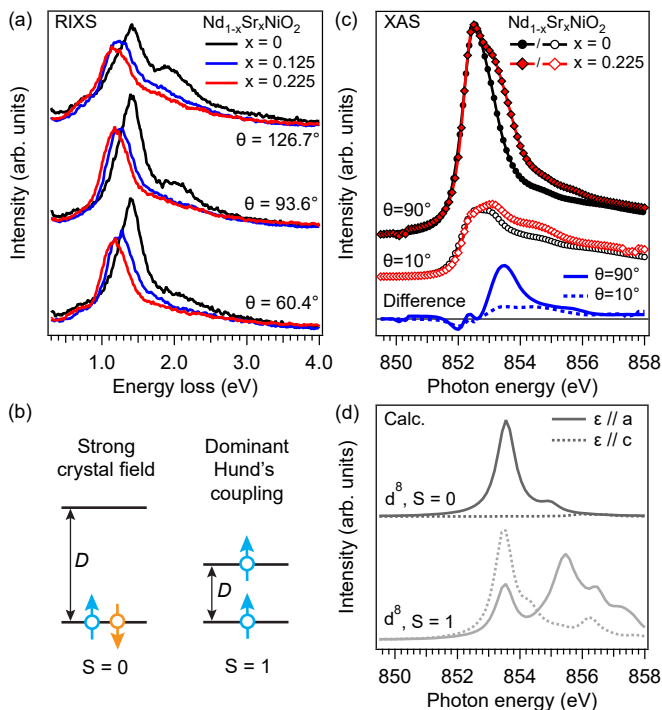 (a) RIXS
Nd1-xSrxNiO2
x = 0
x = 0.125
x = 0.225
θ = 126.7°
θ = 93.6°
θ = 60.4°
Intensity (arb. units)
1.0 2.0 3.0 4.0
Energy loss (eV)
(b)
Strong
crystal field
D
S = 0
Dominant
Hund's
coupling
D
S = 1
(c) XAS
Nd1-xSrxNiO2
/ x = 0
/ x = 0.225
θ=90°
θ=10°
θ=90°
θ=10°
Difference
Intensity (arb. units)
850 852 854 856 858
Photon energy (eV)
(d) Calc.
ε // a
ε // c
d8, S = 0
d8, S = 1
Intensity (arb. units)
850 852 854 856 858
Photon energy (eV)